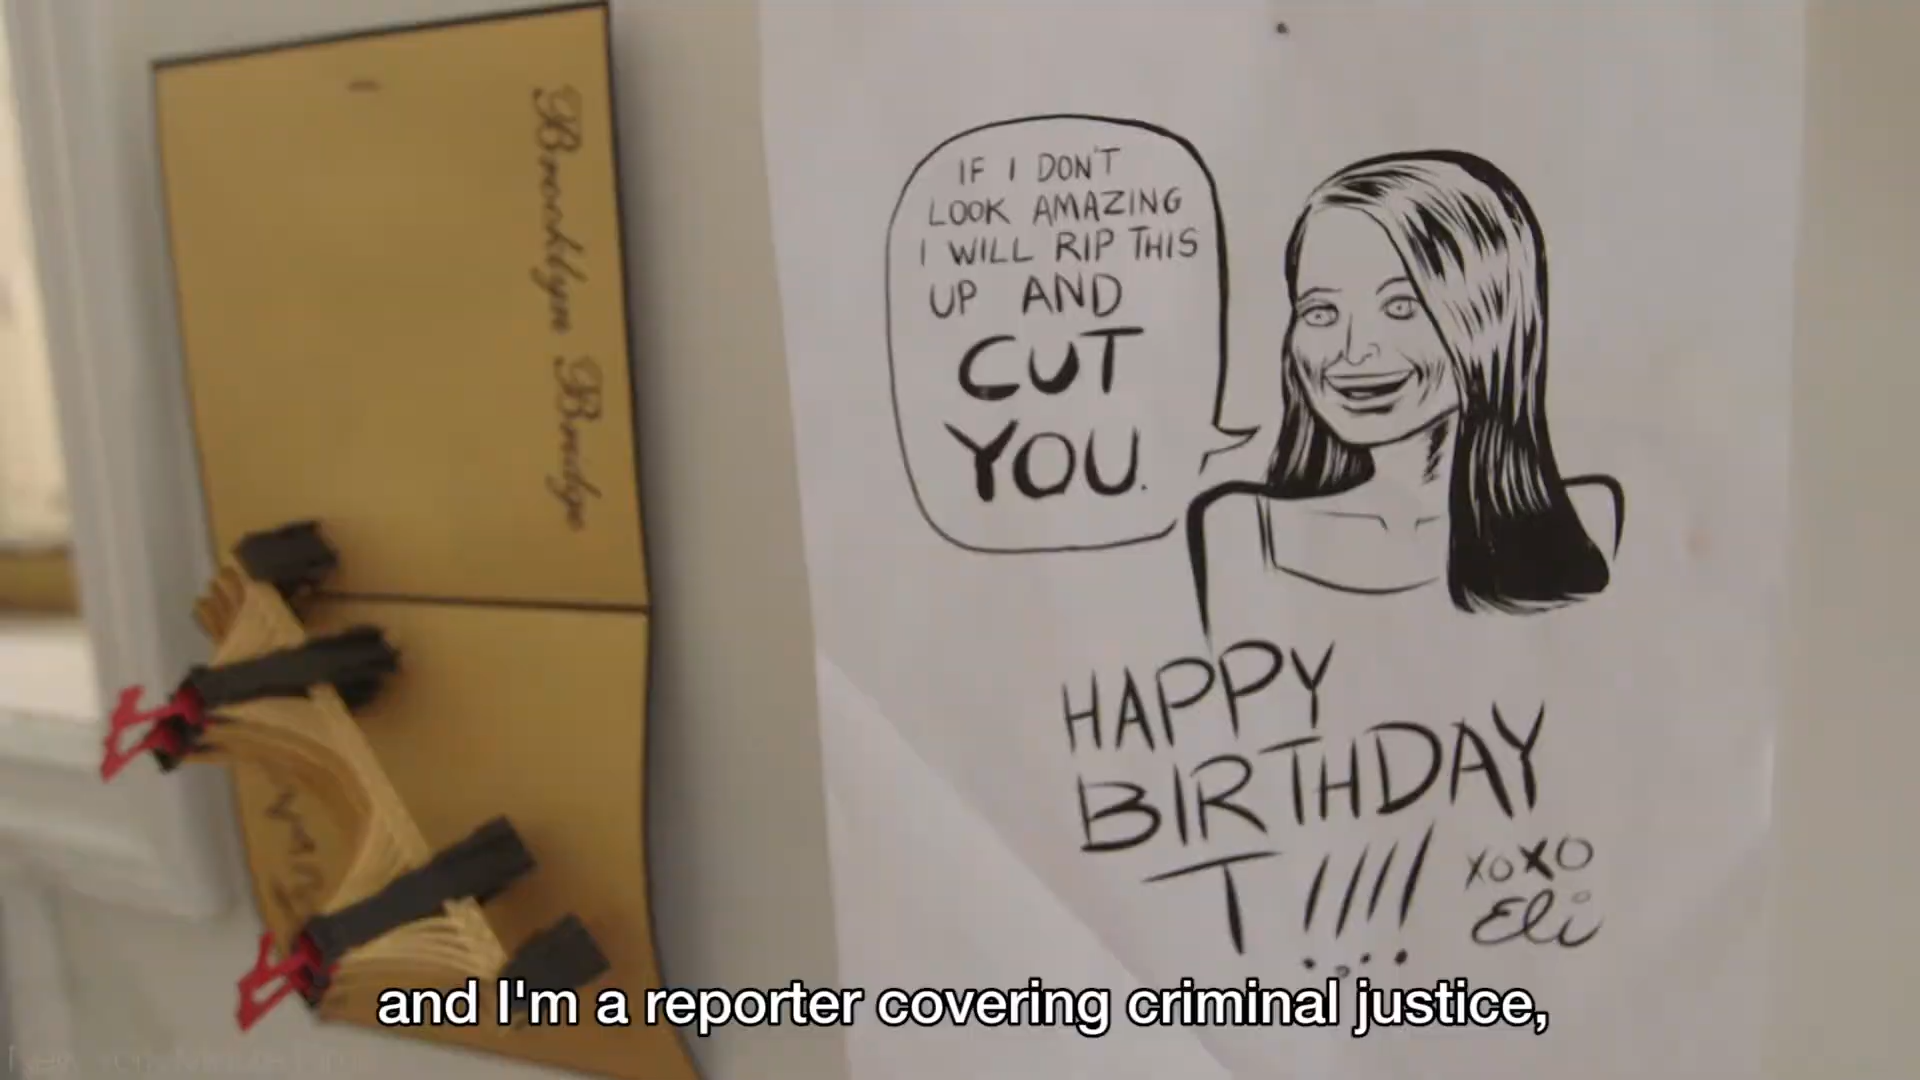 Brooklyn Bridge
IF I DON'T
LOOK AMAZING
I WILL RIP THIS
UP AND
CUT
YOU.
HAPPY
BIRTHDAY
T!!!!
XOXO
Eli
and I'm a reporter covering criminal justice,